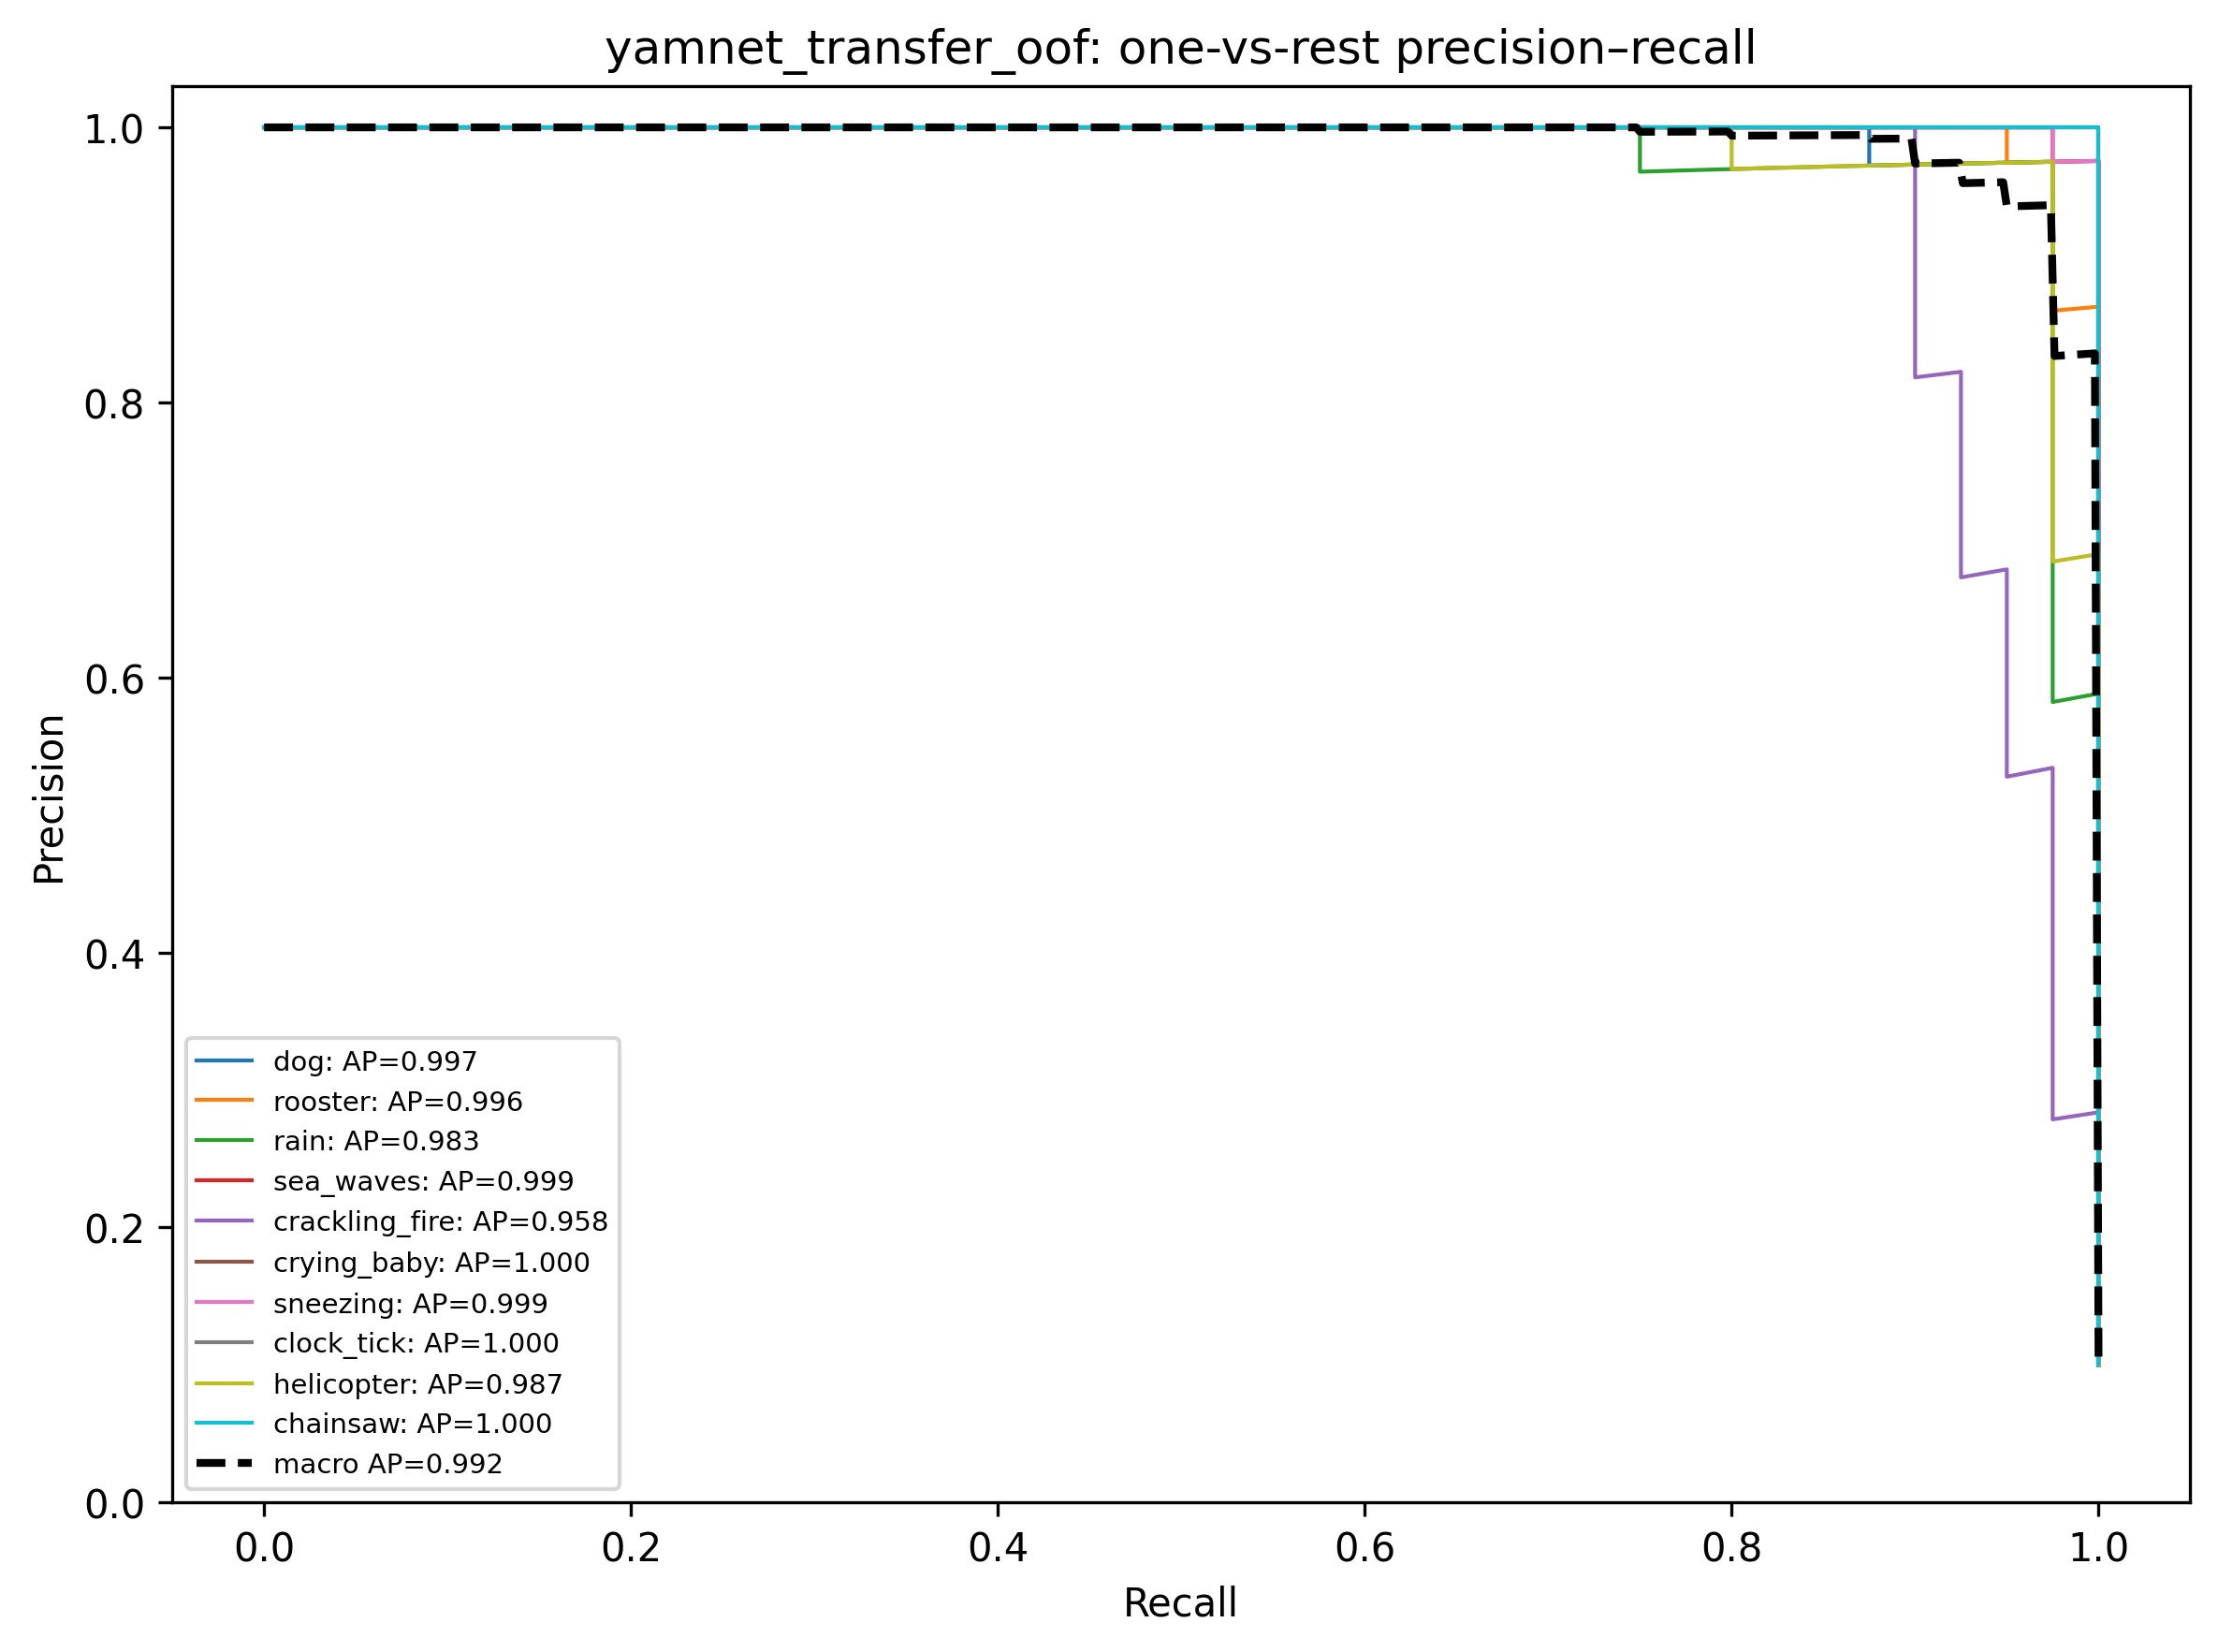 yamnet_transfer_oof: one-vs-rest precision–recall
1.0
0.8
0.6
0.4
0.2
0.0
Precision
dog: AP=0.997
rooster: AP=0.996
rain: AP=0.983
sea_waves: AP=0.999
crackling_fire: AP=0.958
crying_baby: AP=1.000
sneezing: AP=0.999
clock_tick: AP=1.000
helicopter: AP=0.987
chainsaw: AP=1.000
macro AP=0.992
0.0 0.2 0.4 0.6 0.8 1.0
Recall